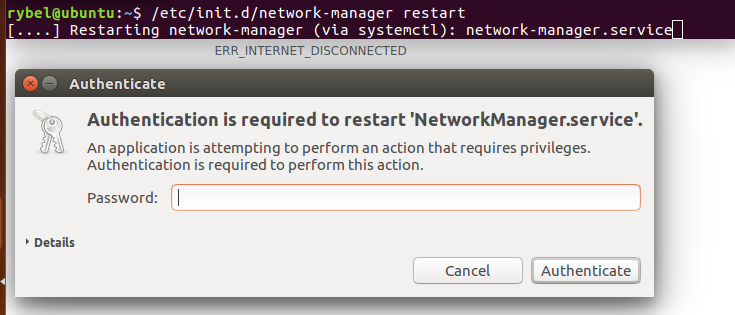 rybel@ubuntu:~$ /etc/init.d/network-manager restart
[....] Restarting network-manager (via systemctl): network-manager.service
ERR_INTERNET_DISCONNECTED
Authenticate
Authentication is required to restart 'NetworkManager.service'.
An application is attempting to perform an action that requires privileges.
Authentication is required to perform this action.
Password:
Details
Cancel Authenticate